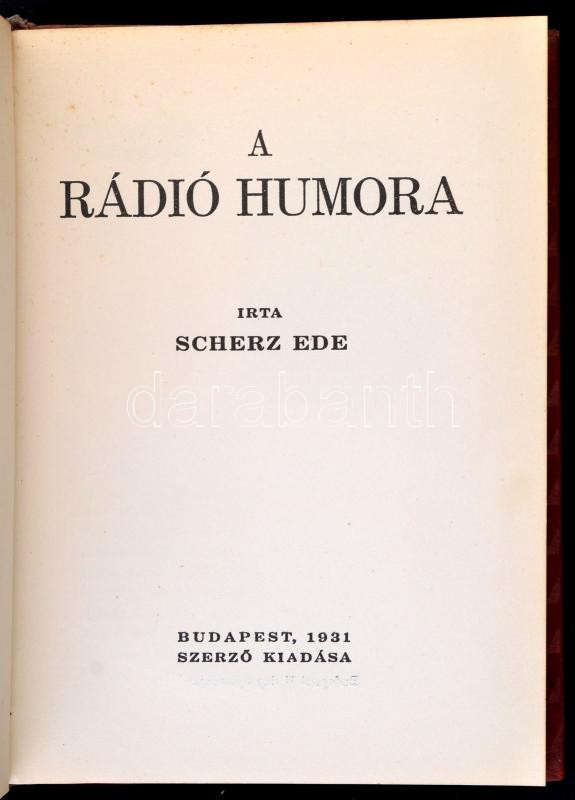 A
RÁDIÓ HUMORA
IRTA
SCHERZ EDE
darabanth
BUDAPEST, 1931
SZERZŐ KIADÁSA